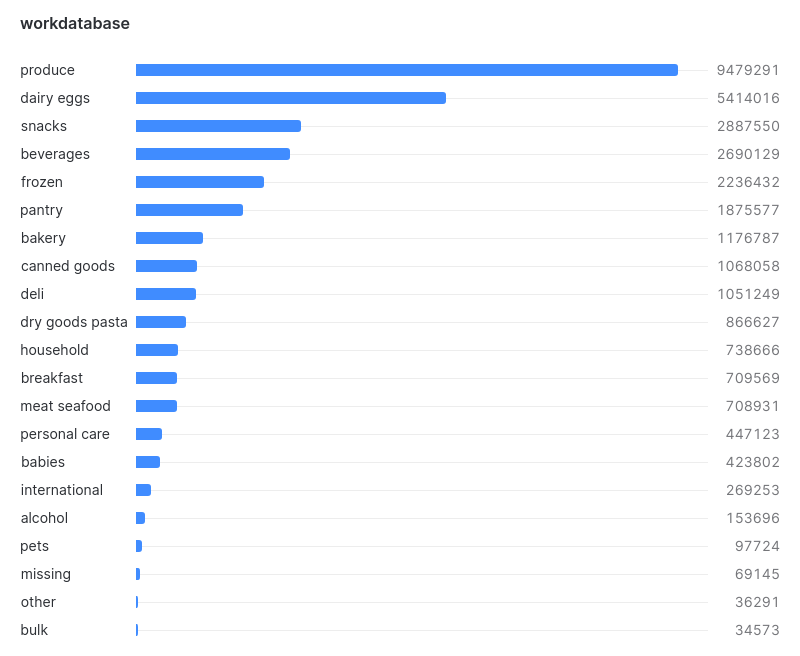 workdatabase
produce 9479291
dairy eggs 5414016
snacks 2887550
beverages 2690129
frozen 2236432
pantry 1875577
bakery 1176787
canned goods 1068058
deli 1051249
dry goods pasta 866627
household 738666
breakfast 709569
meat seafood 708931
personal care 447123
babies 423802
international 269253
alcohol 153696
pets 97724
missing 69145
other 36291
bulk 34573